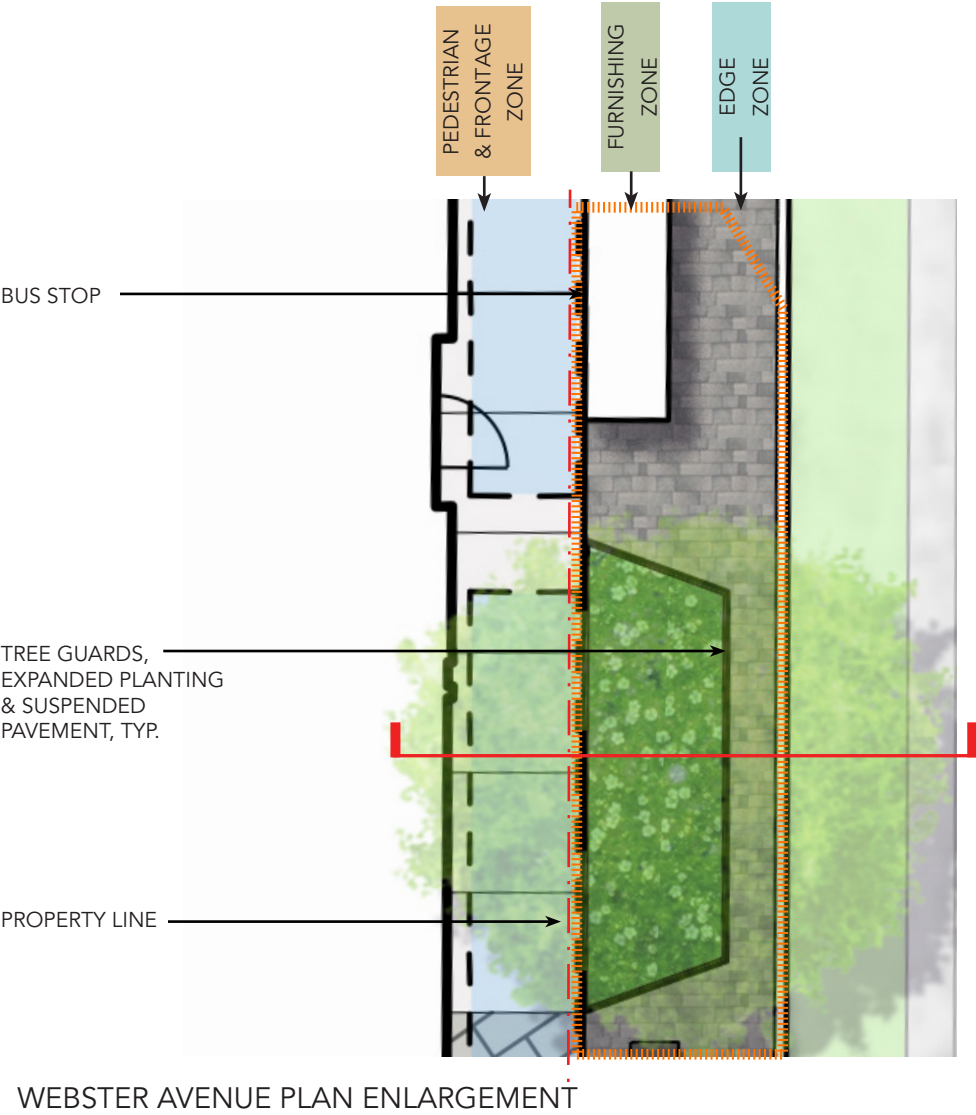 PEDESTRIAN
& FRONTAGE
ZONE
FURNISHING
ZONE
EDGE
ZONE
BUS STOP
TREE GUARDS,
EXPANDED PLANTING
& SUSPENDED
PAVEMENT, TYP.
PROPERTY LINE
WEBSTER AVENUE PLAN ENLARGEMENT